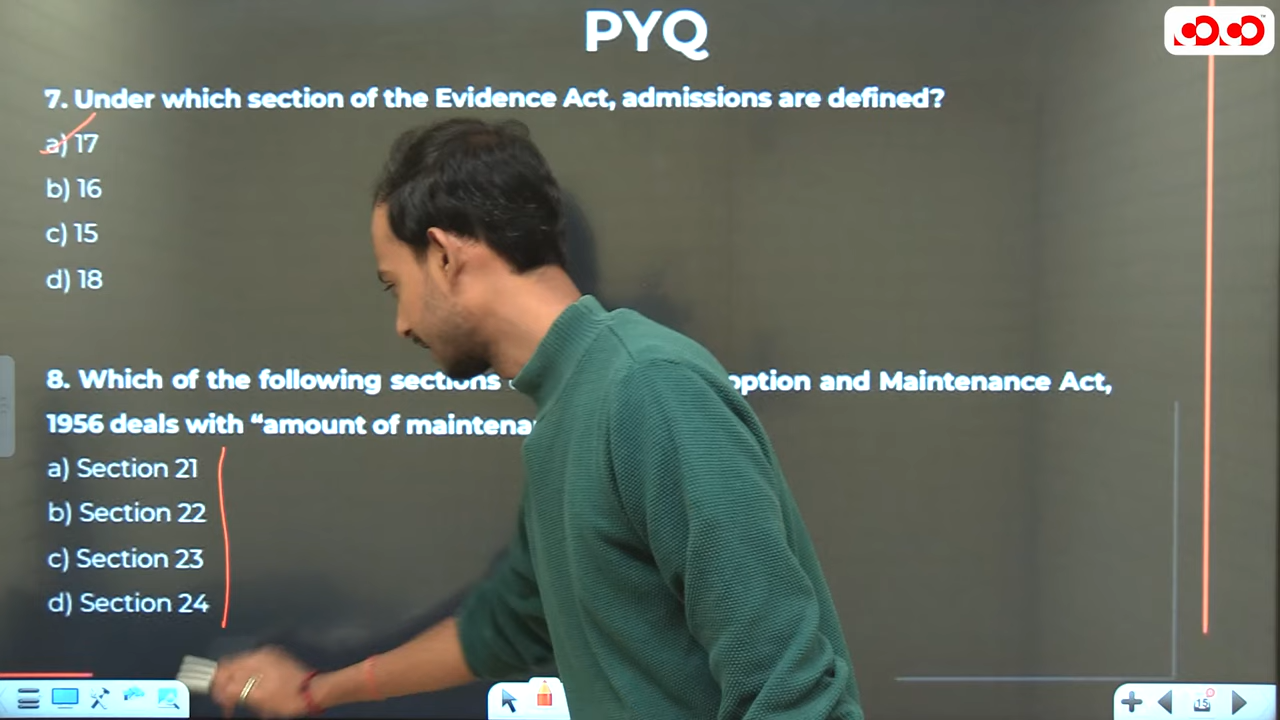 PYQ
7. Under which section of the Evidence Act, admissions are defined?
a) 17
b) 16
c) 15
d) 18
8. Which of the following sections and Maintenance Act,
1956 deals with “amount of
a) Section 21
b) Section 22
c) Section 23
d) Section 24
15